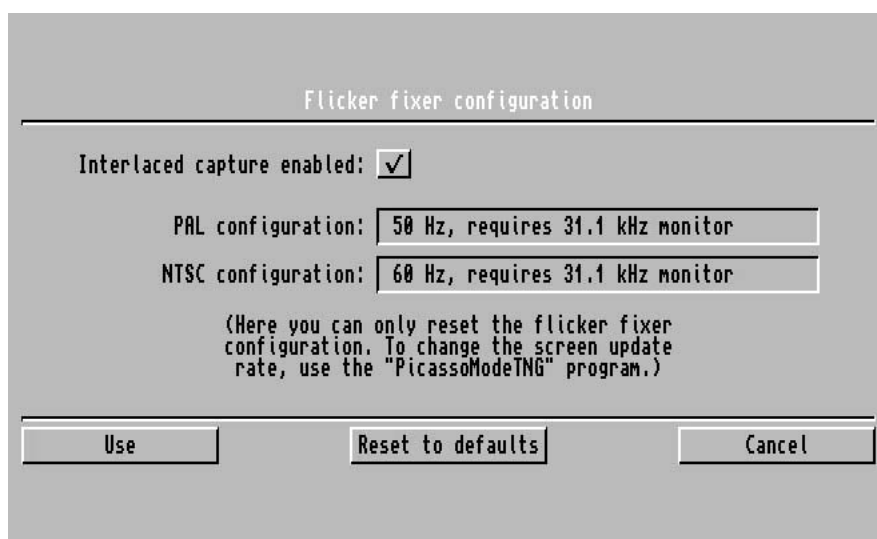 Flicker fixer configuration
Interlaced capture enabled: ✓
PAL configuration: 50 Hz, requires 31.1 kHz monitor
NTSC configuration: 60 Hz, requires 31.1 kHz monitor
(Here you can only reset the flicker fixer
configuration. To change the screen update
rate, use the "PicassoModeTNG" program.)
Use Reset to defaults Cancel